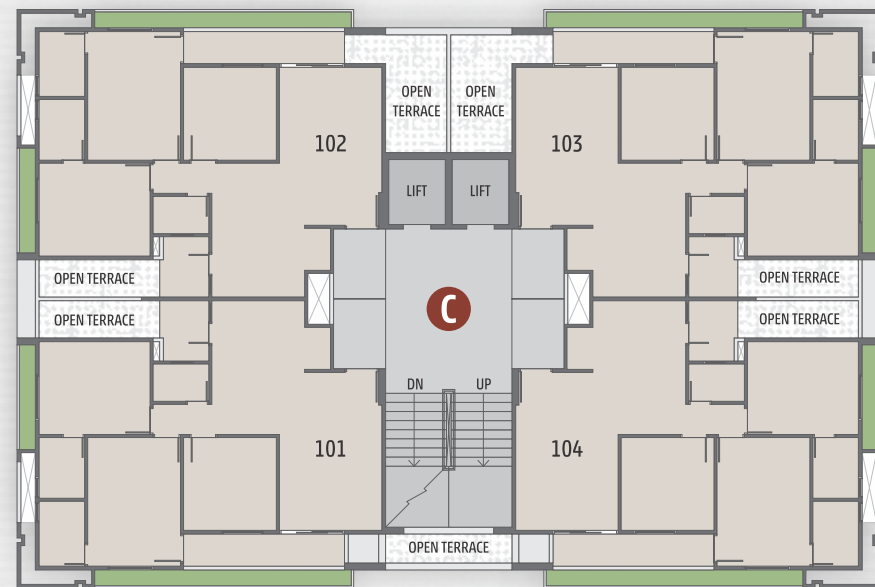 OPEN
TERRACE
OPEN
TERRACE
102
103
LIFT
LIFT
OPEN TERRACE
OPEN TERRACE
OPEN TERRACE
OPEN TERRACE
C
DN
UP
101
104
OPEN TERRACE